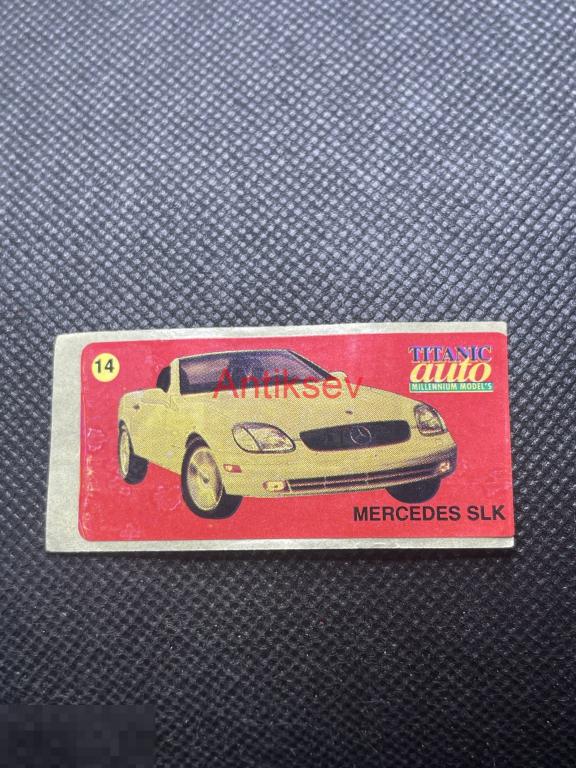 14
TITANIC
auto
MILLENNIUM MODEL'S
Antiksev
MERCEDES SLK